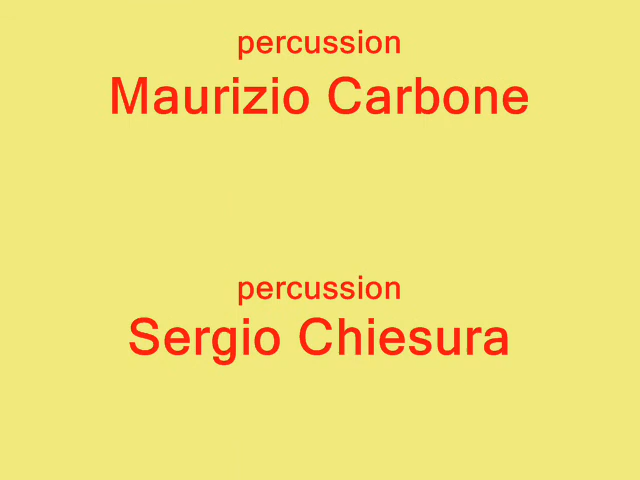 percussion
Maurizio Carbone
percussion
Sergio Chiesura